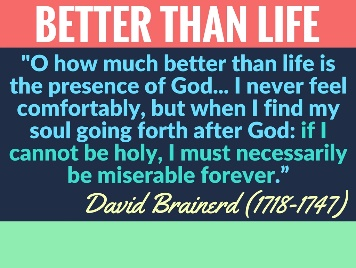 BETTER THAN LIFE
"O how much better than life is
the presence of God... I never feel
comfortably, but when I find my
soul going forth after God: if I
cannot be holy, I must necessarily
be miserable forever.”
David Brainerd (1718-1747)